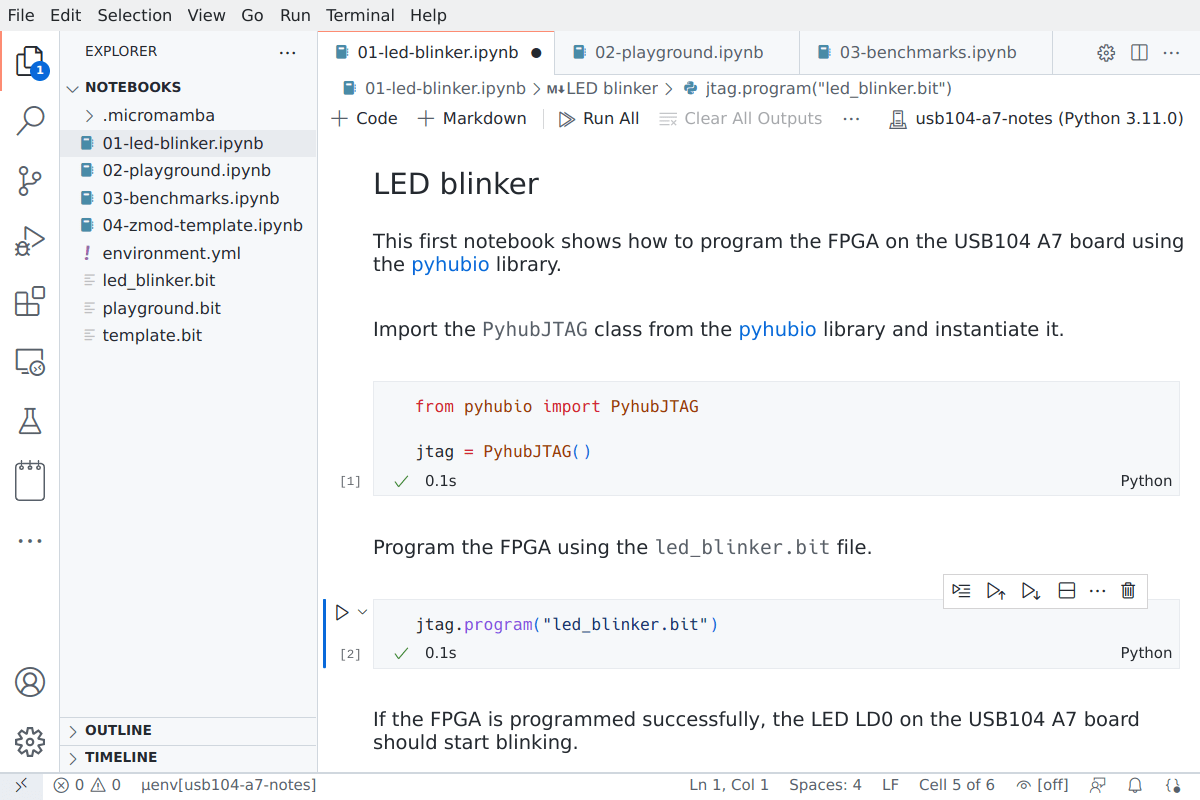 File Edit Selection View Go Run Terminal Help
1
EXPLORER
NOTEBOOKS
.micromamba
01-led-blinker.ipynb
02-playground.ipynb
03-benchmarks.ipynb
04-zmod-template.ipynb
! environment.yml
led_blinker.bit
playground.bit
template.bit
OUTLINE
TIMELINE
01-led-blinker.ipynb ● 02-playground.ipynb 03-benchmarks.ipynb ···
01-led-blinker.ipynb > M↓LED blinker > jtag.program("led_blinker.bit")
+ Code + Markdown Run All Clear All Outputs ··· usb104-a7-notes (Python 3.11.0)
LED blinker
This first notebook shows how to program the FPGA on the USB104 A7 board using
the pyhubio library.
Import the PyhubJTAG class from the pyhubio library and instantiate it.
from pyhubio import PyhubJTAG
jtag = PyhubJTAG()
[1] ✓ 0.1s Python
Program the FPGA using the led_blinker.bit file.
jtag.program("led_blinker.bit")
[2] ✓ 0.1s Python
If the FPGA is programmed successfully, the LED LD0 on the USB104 A7 board
should start blinking.
0 0 μenv[usb104-a7-notes] Ln 1, Col 1 Spaces: 4 LF Cell 5 of 6 [off]